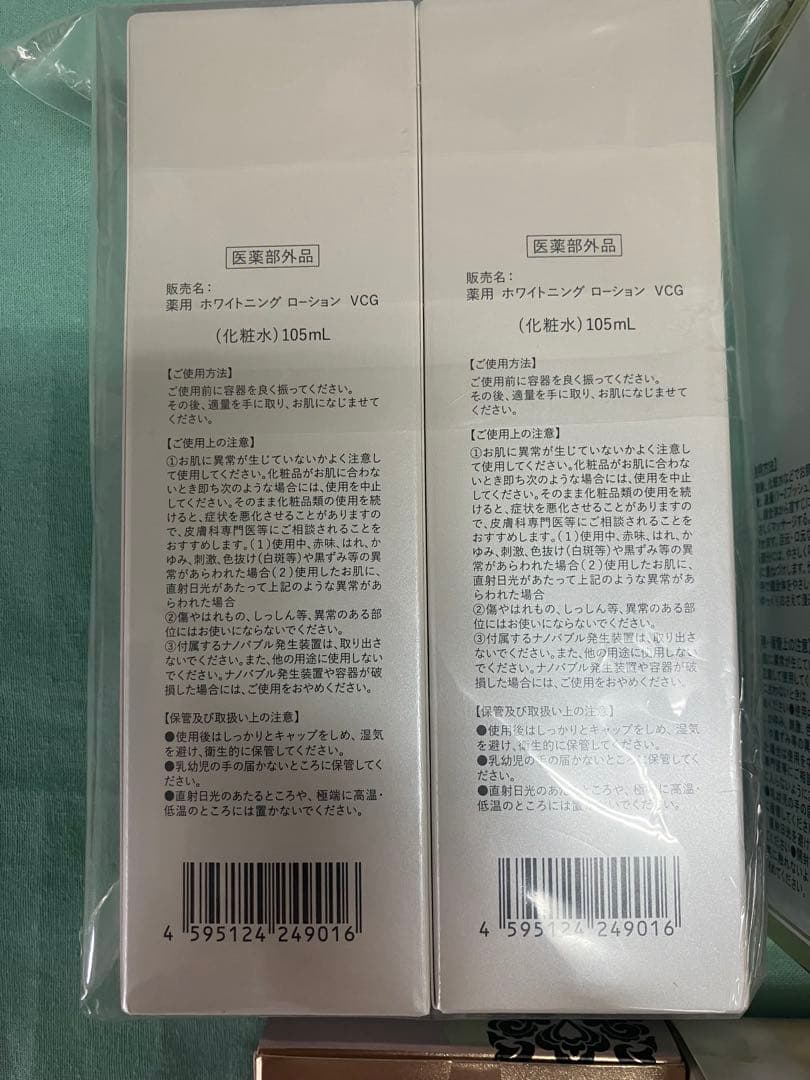 医薬部外品
販売名：
薬用 ホワイトニング ローション VCG
（化粧水）105mL
【ご使用方法】
ご使用前に容器を良く振ってください。
その後、適量を手に取り、お肌になじませて
ください。
【ご使用上の注意】
①お肌に異常が生じていないかよく注意し
て使用してください。化粧品がお肌に合わな
いとき即ち次のような場合には、使用を中止
してください。そのまま化粧品類の使用を続
けると、症状を悪化させることがありますの
で、皮膚科専門医等にご相談されることを
おすすめします。（1）使用中、赤味、はれ、か
ゆみ、刺激、色抜け（白斑等）や黒ずみ等の異
常があらわれた場合（2）使用したお肌に、
直射日光があたって上記のような異常があ
らわれた場合
②傷やはれもの、しっしん等、異常のある部
位にはお使いにならないでください。
③付属するナノバブル発生装置は、取り出さ
ないでください。また、他の用途に使用しない
でください。ナノバブル発生装置や容器が破
損した場合には、ご使用をおやめください。
【保管及び取扱い上の注意】
●使用後はしっかりとキャップをしめ、湿気
を避け、衛生的に保管してください。
●乳幼児の手の届かないところに保管してく
ださい。
●直射日光のあたるところや、極端に高温・
低温のところには置かないでください。
4 595124 249016
医薬部外品
販売名：
薬用 ホワイトニング ローション VCG
（化粧水）105mL
【ご使用方法】
ご使用前に容器を良く振ってください。
その後、適量を手に取り、お肌になじませて
ください。
【ご使用上の注意】
①お肌に異常が生じていないかよく注意し
て使用してください。化粧品がお肌に合わな
いとき即ち次のような場合には、使用を中止
してください。そのまま化粧品類の使用を続
けると、症状を悪化させることがありますの
で、皮膚科専門医等にご相談されることを
おすすめします。（1）使用中、赤味、はれ、か
ゆみ、刺激、色抜け（白斑等）や黒ずみ等の異
常があらわれた場合（2）使用したお肌に、
直射日光があたって上記のような異常があ
らわれた場合
②傷やはれもの、しっしん等、異常のある部
位にはお使いにならないでください。
③付属するナノバブル発生装置は、取り出さ
ないでください。また、他の用途に使用しない
でください。ナノバブル発生装置や容器が破
損した場合には、ご使用をおやめください。
【保管及び取扱い上の注意】
●使用後はしっかりとキャップをしめ、湿気
を避け、衛生的に保管してください。
●乳幼児の手の届かないところに保管してく
ださい。
●直射日光のあたるところや、極端に高温・
低温のところには置かないでください。
4 595124 249016